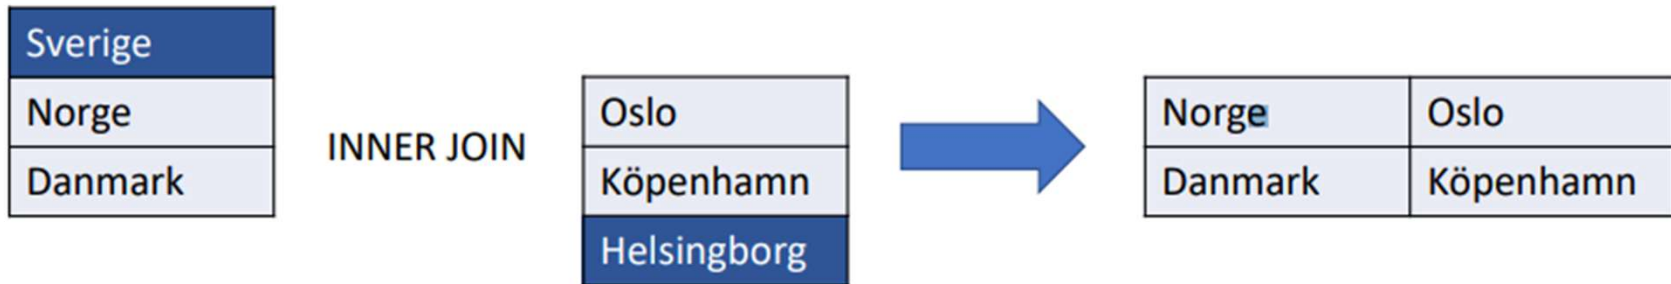 Sverige
Norge
Danmark
INNER JOIN
Oslo
Köpenhamn
Helsingborg
Norge Oslo
Danmark Köpenhamn